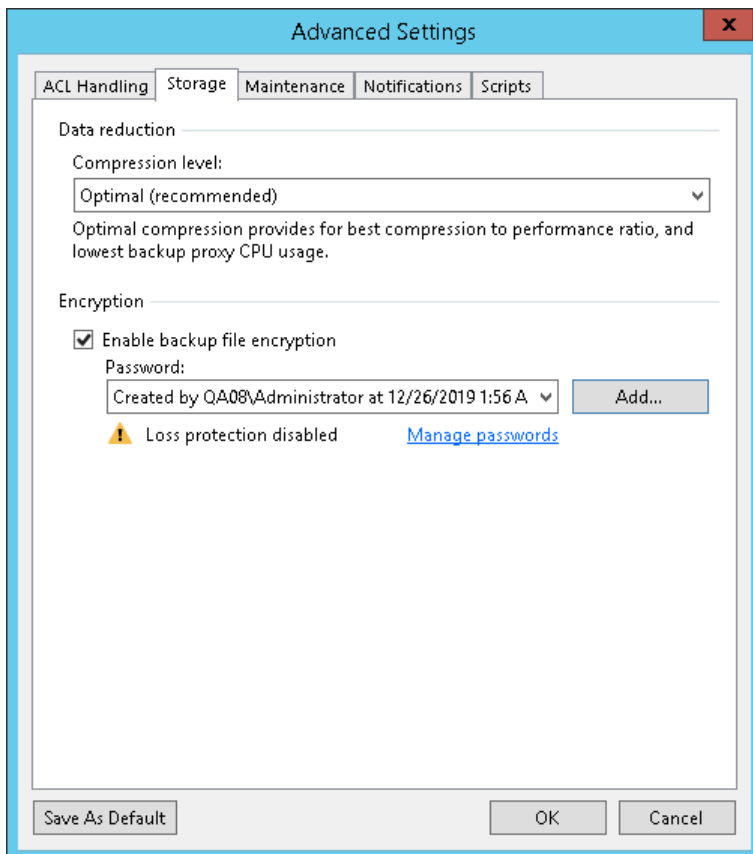 Advanced Settings
x
ACL Handling Storage Maintenance Notifications Scripts
Data reduction
Compression level:
Optimal (recommended)
Optimal compression provides for best compression to performance ratio, and
lowest backup proxy CPU usage.
Encryption
Enable backup file encryption
Password:
Created by QA08\Administrator at 12/26/2019 1:56 A Add...
Loss protection disabled Manage passwords
Save As Default OK Cancel